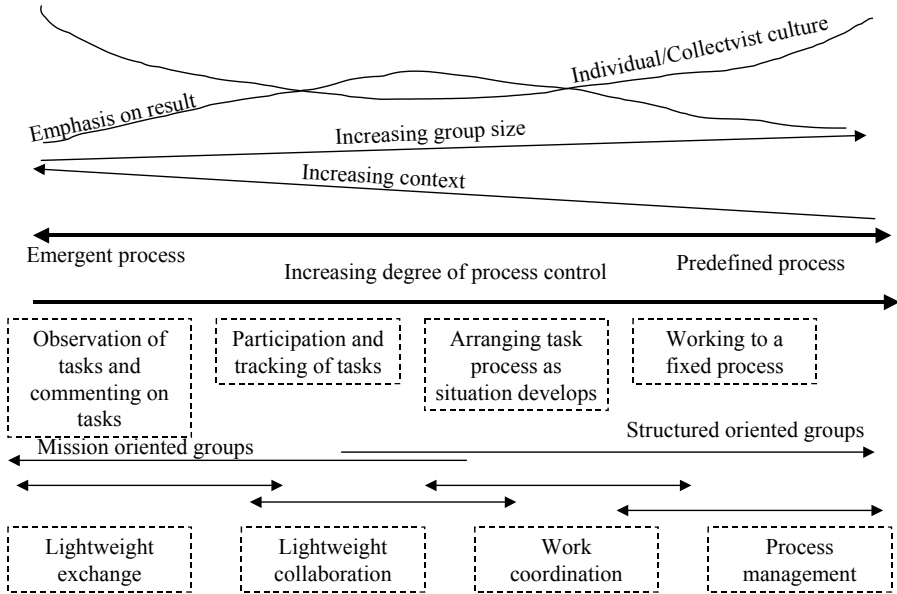 Individual/Collectvist culture
Emphasis on result
Increasing group size
Increasing context
Emergent process
Predefined process
Increasing degree of process control
Observation of
tasks and
commenting on
tasks
Participation and
tracking of tasks
Arranging task
process as
situation develops
Working to a
fixed process
Mission oriented groups
Structured oriented groups
Lightweight
exchange
Lightweight
collaboration
Work
coordination
Process
management